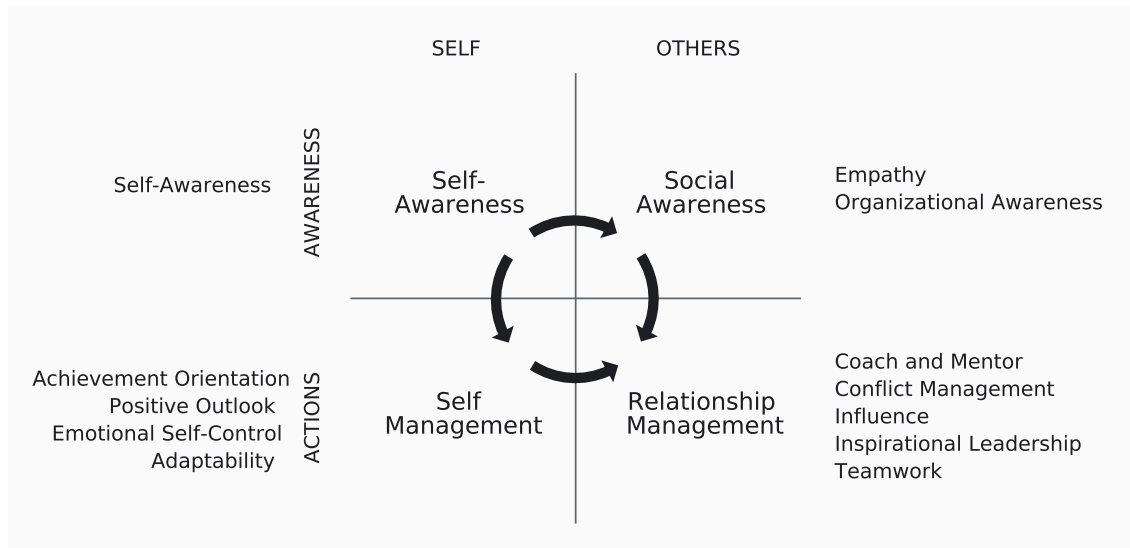 SELF
OTHERS
AWARENESS
Self-Awareness
Self-
Awareness
Social
Awareness
Empathy
Organizational Awareness
ACTIONS
Achievement Orientation
Positive Outlook
Emotional Self-Control
Adaptability
Self
Management
Relationship
Management
Coach and Mentor
Conflict Management
Influence
Inspirational Leadership
Teamwork